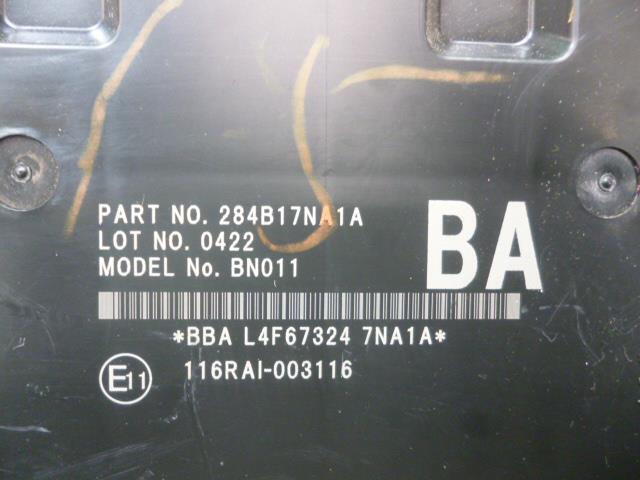 PART NO. 284B17NA1A
LOT NO. 0422
MODEL No. BN011
BA
*BBA L4F67324 7NA1A*
E11 116RAI-003116